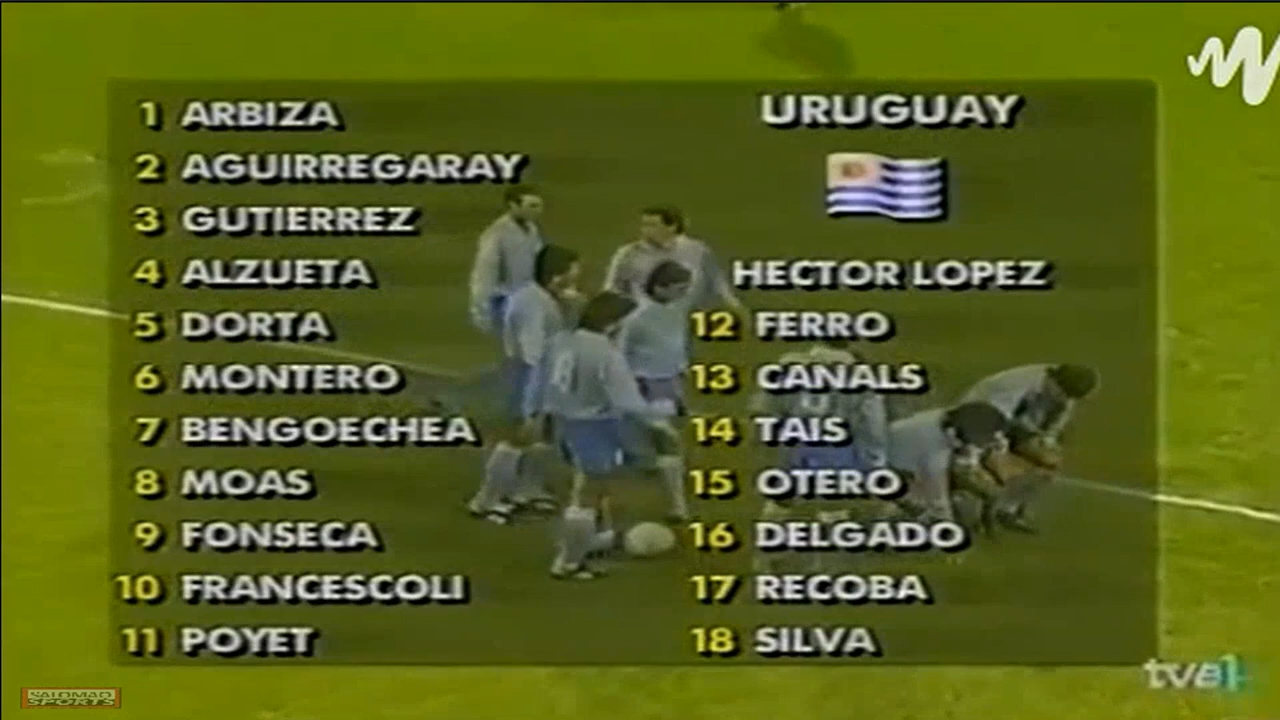 1 ARBIZA
2 AGUIRREGARAY
3 GUTIERREZ
4 ALZUETA
5 DORTA
6 MONTERO
7 BENGOECHEA
8 MOAS
9 FONSECA
10 FRANCESCOLI
11 POYET
URUGUAY
HECTOR LOPEZ
12 FERRO
13 CANALS
14 TAIS
15 OTERO
16 DELGADO
17 RECOBA
18 SILVA
tve1
SALOMAO
SPORTS